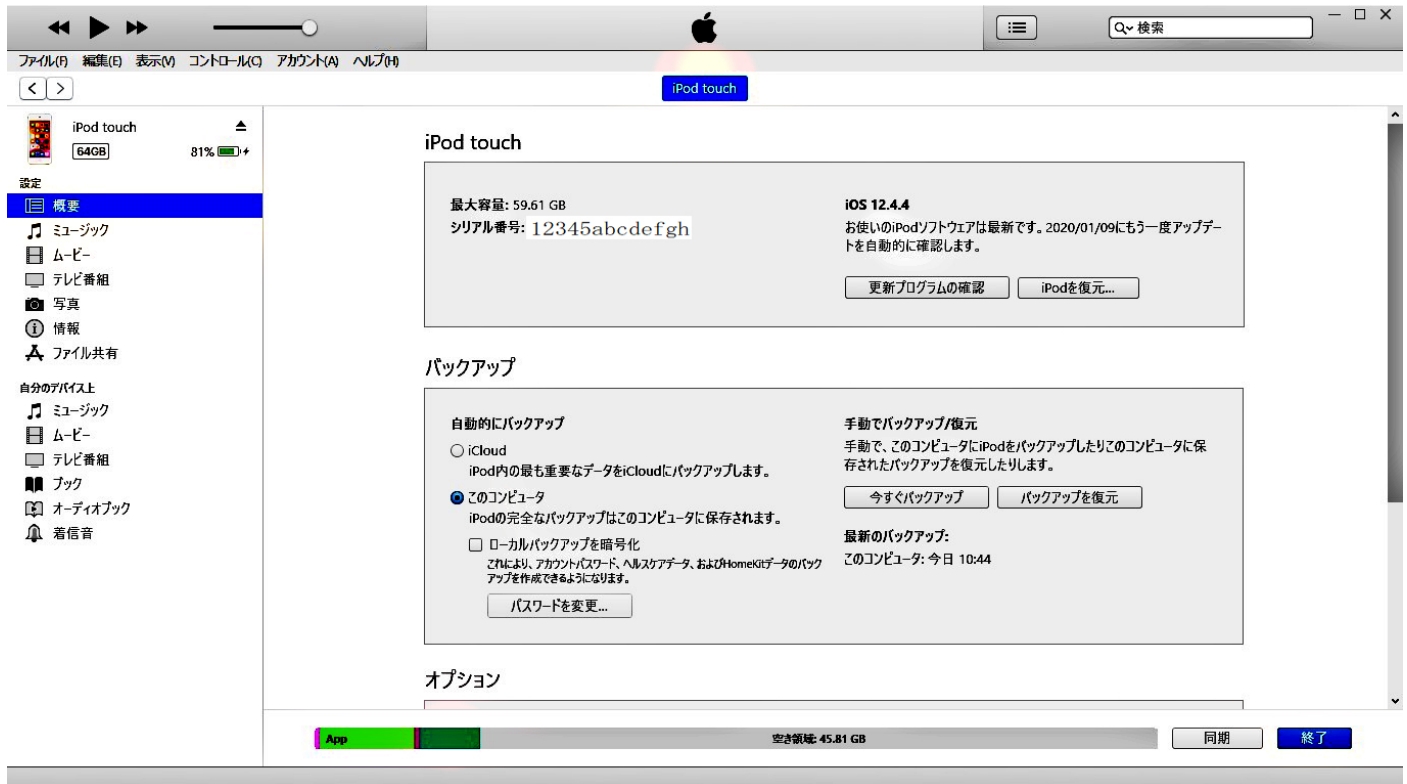 検索
ファイル(F) 編集(E) 表示(V) コントロール(C) アカウント(A) ヘルプ(H)
iPod touch
iPod touch
64GB
81%
設定
概要
ミュージック
ムービー
テレビ番組
写真
情報
ファイル共有
自分のデバイス上
ミュージック
ムービー
テレビ番組
ブック
オーディオブック
着信音
iPod touch
最大容量: 59.61 GB
シリアル番号: 12345abcdefgh
iOS 12.4.4
お使いのiPodソフトウェアは最新です。2020/01/09にもう一度アップデー
トを自動的に確認します。
更新プログラムの確認
iPodを復元...
バックアップ
自動的にバックアップ
iCloud
iPod内の最も重要なデータをiCloudにバックアップします。
このコンピュータ
iPodの完全なバックアップはこのコンピュータに保存されます。
ローカルバックアップを暗号化
これにより、アカウントパスワード、ヘルスケアデータ、およびHomeKitデータのバック
アップを作成できるようになります。
パスワードを変更...
手動でバックアップ/復元
手動で、このコンピュータにiPodをバックアップしたりこのコンピュータに保
存されたバックアップを復元したりします。
今すぐバックアップ
バックアップを復元
最新のバックアップ:
このコンピュータ: 今日 10:44
オプション
App
空き領域: 45.81 GB
同期
終了